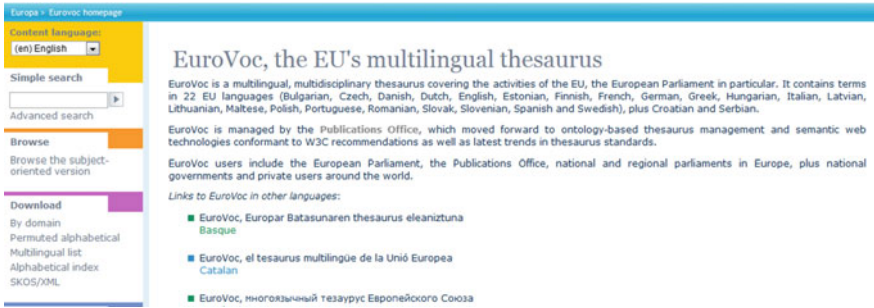 Europa > Eurovoc homepage
Content language:
(en) English
Simple search
Advanced search
Browse
Browse the subject-
oriented version
Download
By domain
Permuted alphabetical
Multilingual list
Alphabetical index
SKOS/XML
EuroVoc, the EU's multilingual thesaurus
EuroVoc is a multilingual, multidisciplinary thesaurus covering the activities of the EU, the European Parliament in particular. It contains terms
in 22 EU languages (Bulgarian, Czech, Danish, Dutch, English, Estonian, Finnish, French, German, Greek, Hungarian, Italian, Latvian,
Lithuanian, Maltese, Polish, Portuguese, Romanian, Slovak, Slovenian, Spanish and Swedish), plus Croatian and Serbian.
EuroVoc is managed by the Publications Office, which moved forward to ontology-based thesaurus management and semantic web
technologies conformant to W3C recommendations as well as latest trends in thesaurus standards.
EuroVoc users include the European Parliament, the Publications Office, national and regional parliaments in Europe, plus national
governments and private users around the world.
Links to EuroVoc in other languages:
EuroVoc, Europar Batasunaren thesaurus eleaniztuna
Basque
EuroVoc, el tesaurus multilingüe de la Unió Europea
Catalan
EuroVoc, многоязычный тезаурус Европейского Союза